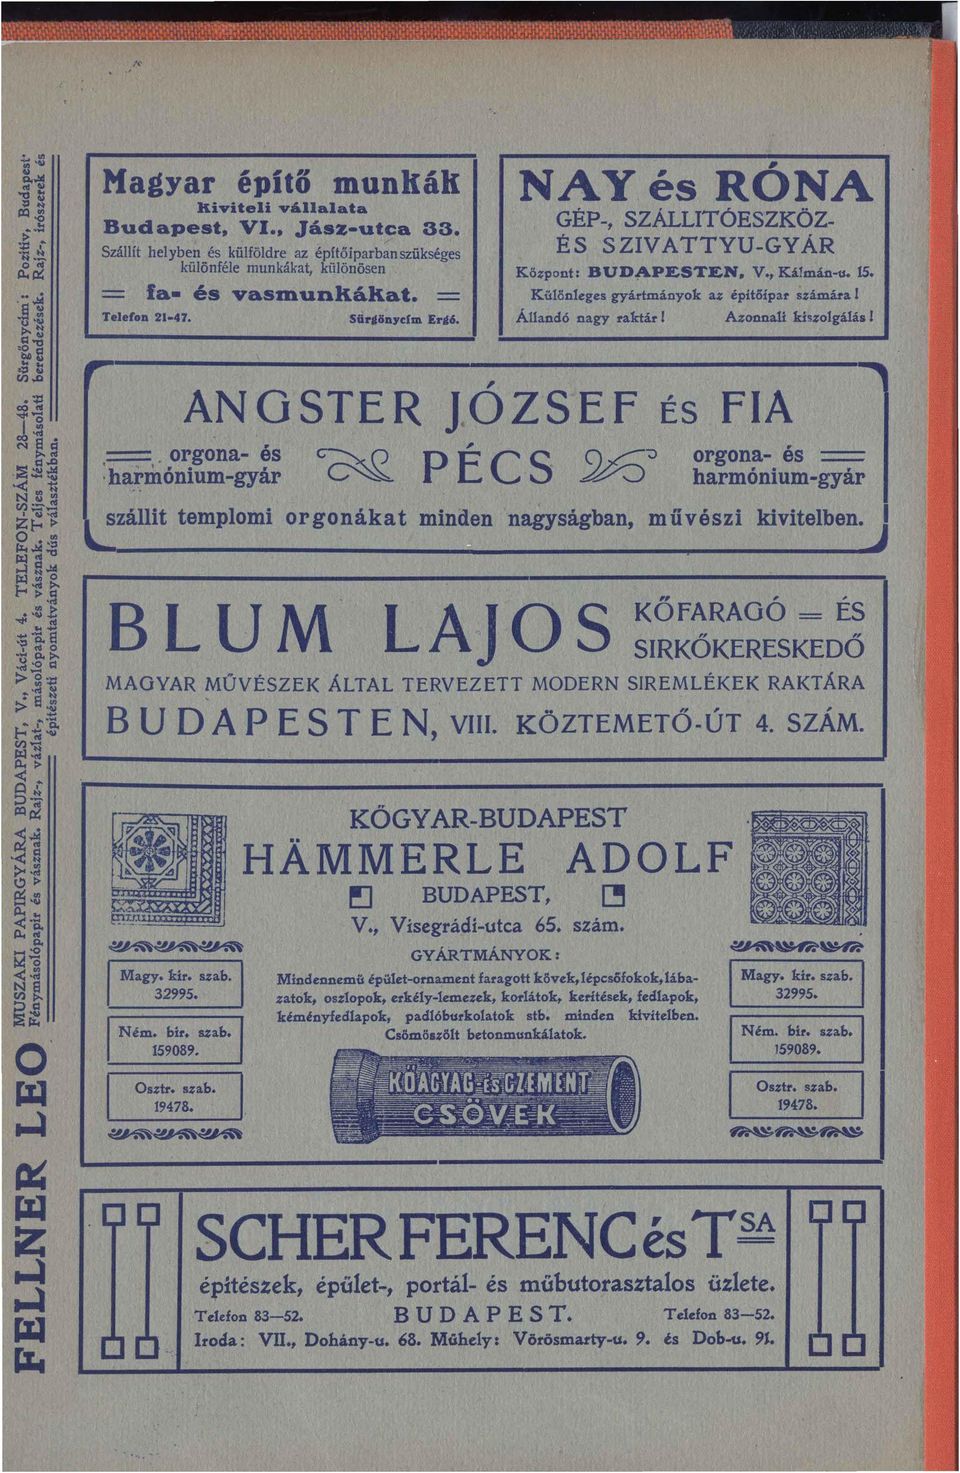 FELLNER LEO MUSZAKI PAPIRGYÁRA BUDAPEST, V., Váci-út 4. TELEFON-SZÁM 28—48. Sürgönycím: Pozitív, Budapest.
Fénymásolópapir és vásznak. Rajz-, vázlat-, másolópapir és vásznak. Teljes fénymásolati berendezések. Rajz-, irószerek és
építészeti nyomtatványok dús választékban.
Magyar építő munkák
Kiviteli vállalata
Budapest, VI., Jász-utca 33.
Szállít helyben és külföldre az építőiparban szükséges
különféle munkákat, különösen
= fa- és vasmunkákat. =
Telefon 21-47. Sürgönycím Ergó.
NAY és RÓNA
GÉP-, SZÁLLITÓESZKÖZ-
ÉS SZIVATTYU-GYÁR
Központ: BUDAPESTEN, V., Kálmán-u. 15.
Különleges gyártmányok az építőipar számára!
Állandó nagy raktár! Azonnali kiszolgálás!
ANGSTER JÓZSEF ÉS FIA
orgona- és
harmónium-gyár
PÉCS
orgona- és
harmónium-gyár
szállit templomi orgonákat minden nagyságban, művészi kivitelben.
BLUM LAJOS
KŐFARAGÓ = ÉS
SIRKŐKERESKEDŐ
MAGYAR MŰVÉSZEK ÁLTAL TERVEZETT MODERN SIREMLÉKEK RAKTÁRA
BUDAPESTEN, VIII. KÖZTEMETŐ-ÚT 4. SZÁM.
KŐGYAR-BUDAPEST
HÄMMERLE ADOLF
BUDAPEST,
V., Visegrádi-utca 65. szám.
GYÁRTMÁNYOK:
Mindennemü épület-ornament faragott kövek, lépcsőfokok, lába-
zatok, oszlopok, erkély-lemezek, korlátok, kerítések, fedlapok,
kéményfedlapok, padlóburkolatok stb. minden kivitelben.
Csömöszölt betonmunkálatok.
Magy. kir. szab.
32995.
Ném. bir. szab.
159089.
Osztr. szab.
19478.
KŐAGYAG- ÉS CZEMENT
CSÖVEK
Magy. kir. szab.
32995.
Ném. bir. szab.
159089.
Osztr. szab.
19478.
SCHER FERENC és TSA
építészek, épület-, portál- és műbutorasztalos üzlete.
Telefon 83—52. BUDAPEST. Telefon 83—52.
Iroda: VII., Dohány-u. 68. Műhely: Vörösmarty-u. 9. és Dob-u. 91.